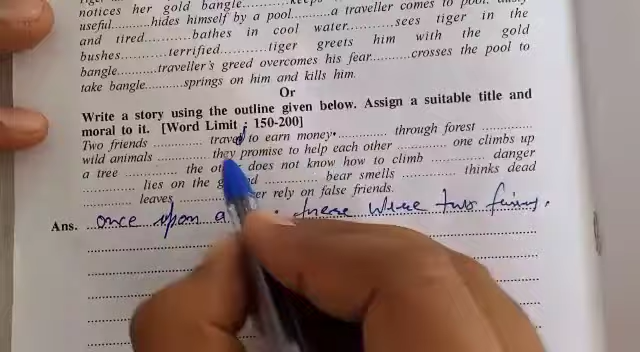 notices her gold bangle..........
useful..........hides himself by a pool..........a traveller comes to pool, dusty
and tired..........bathes in cool water..........sees tiger in the
bushes..........terrified..........tiger greets him with the gold
bangle..........traveller's greed overcomes his fear..........crosses the pool to
take bangle..........springs on him and kills him.
Or
Write a story using the outline given below. Assign a suitable title and
moral to it. [Word Limit : 150-200]
Two friends .............. travel to earn money.............. through forest ..............
wild animals .............. they promise to help each other .............. one climbs up
a tree .............. the does not know how to climb .............. danger
.............. lies on the .............. bear smells .............. thinks dead
.............. leaves .............. rely on false friends.
Ans. once upon a there were two